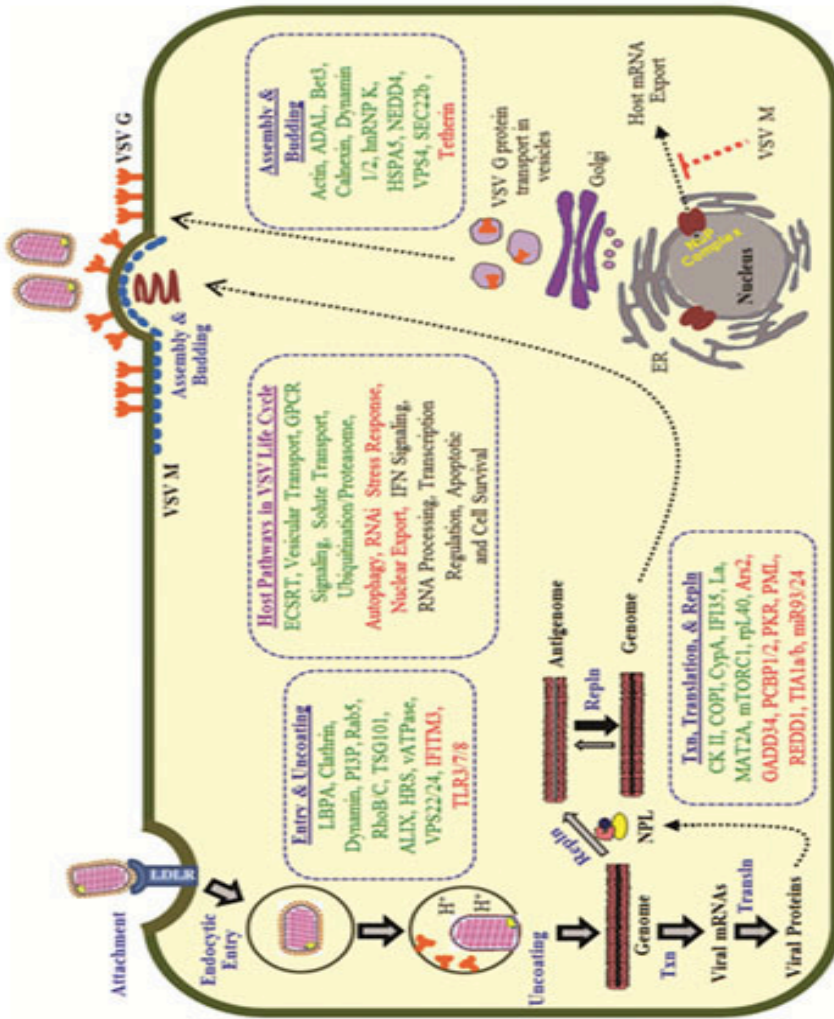 Attachment
LDLR
Endocytic
Entry
H+
H+
Uncoating
Genome
Txn
Viral mRNAs
Transln
Viral Proteins
Repln
NPL
Antigenome
Repln
Genome
Entry & Uncoating
LBPA, Clathrin,
Dynamin, PI3P, Rab5,
RhoB/C, TSG101,
ALIX, HRS, vATPase,
VPS22/24, IFITM3,
TLR3/7/8
Txn, Translation, & Repln
CK II, COPI, CypA, IFI35, La,
MAT2A, mTORC1, rpL40, Ars2,
GADD34, PCBP1/2, PKR, PML,
REDD1, TIA1a/b, miR93/24
Host Pathways in VSV Life Cycle
ECSRT, Vesicular Transport, GPCR
Signaling, Solute Transport,
Ubiquitination/Proteasome,
Autophagy, RNAi Stress Response,
Nuclear Export, IFN Signaling,
RNA Processing, Transcription
Regulation, Apoptotic
and Cell Survival
VSV M
Assembly &
Budding
VSV G
Assembly &
Budding
Actin, ADAL, Bet3,
Calnexin, Dynamin
1/2, hnRNP K,
HSPA5, NEDD4,
VPS4, SEC22b ,
Tetherin
VSV G protein
transport in
vesicles
Golgi
ER
Nucleus
Complex
Host mRNA
Export
VSV M